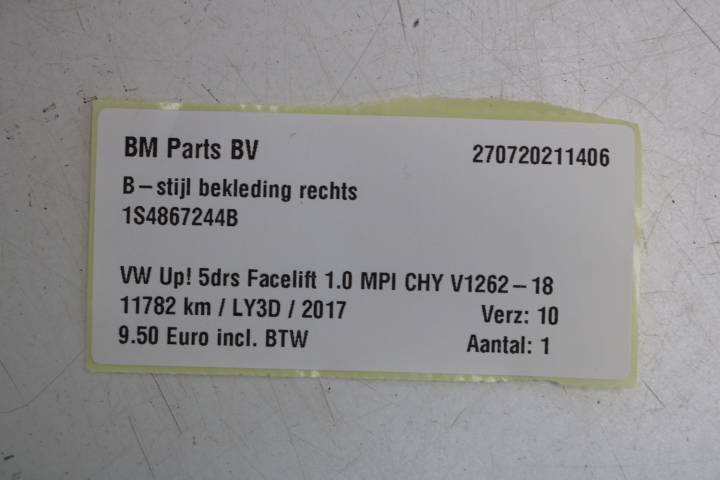 BM Parts BV 270720211406
B-stijl bekleding rechts
1S4867244B
VW Up! 5drs Facelift 1.0 MPI CHY V1262-18
11782 km / LY3D / 2017 Verz: 10
9.50 Euro incl. BTW Aantal: 1